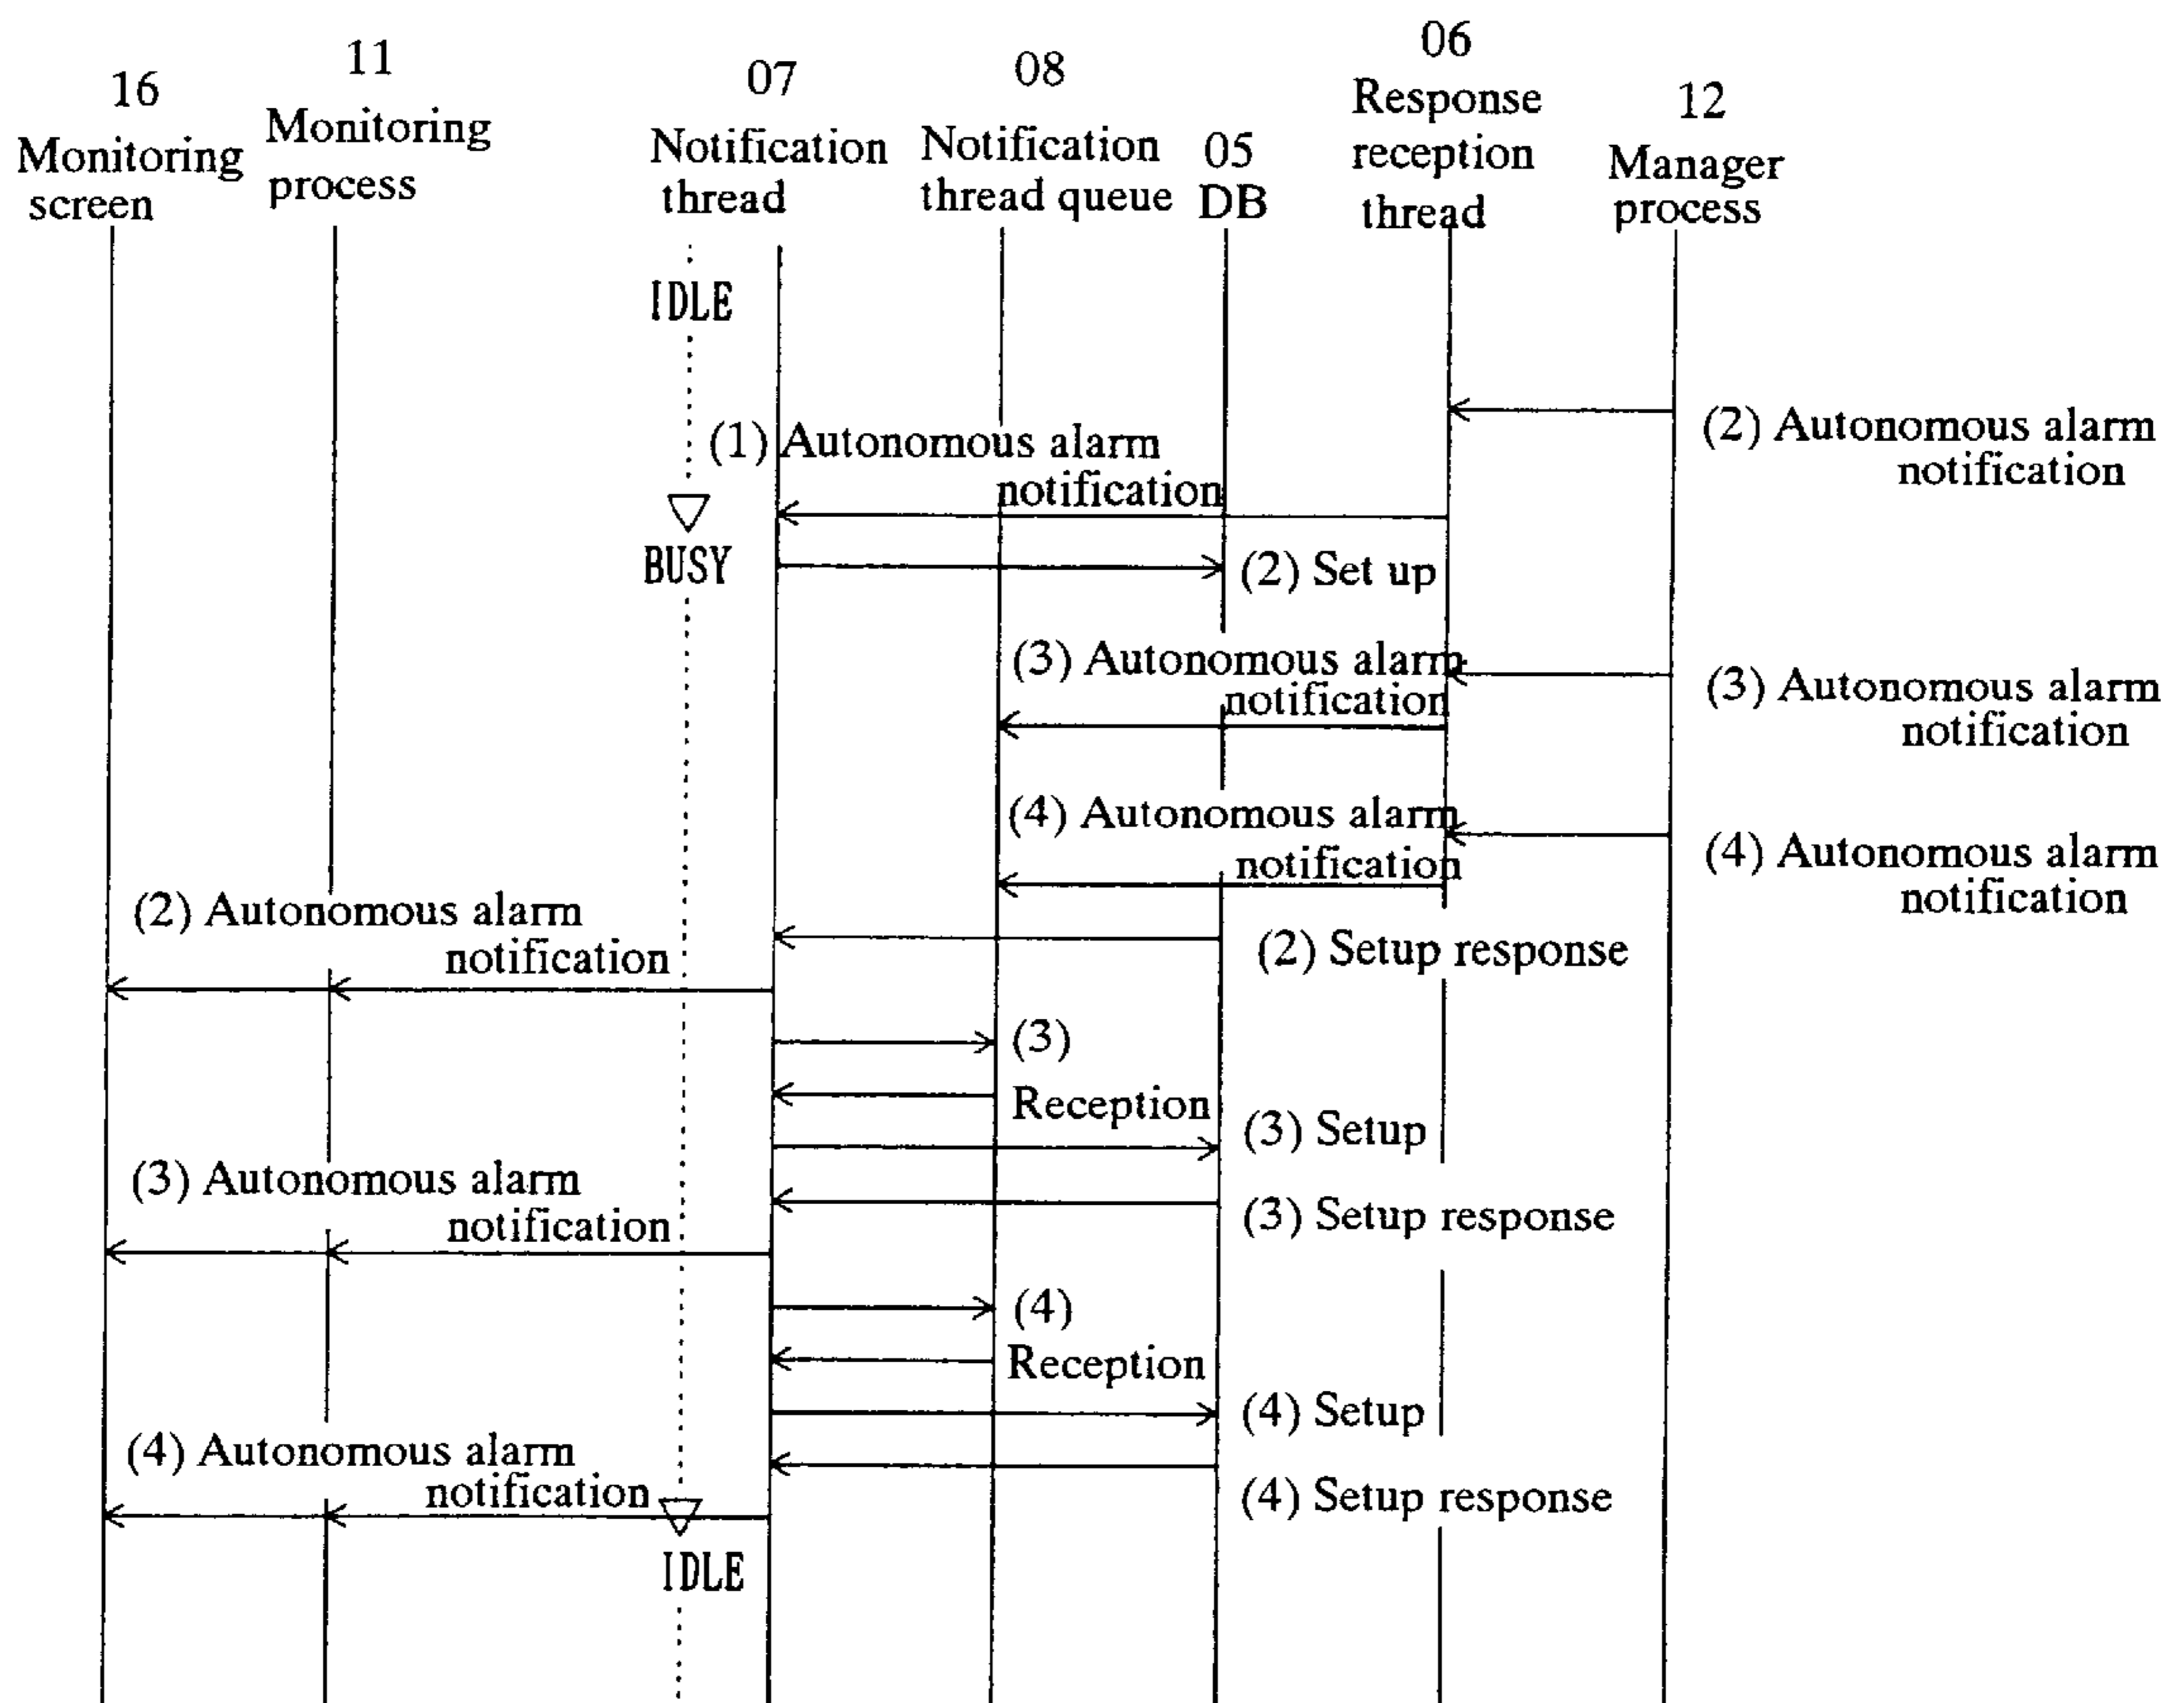 16
Monitoring
screen
11
Monitoring
process
07
Notification
thread
08
Notification
thread queue
05
DB
06
Response
reception
thread
12
Manager
process
IDLE
(2) Autonomous alarm
notification
(1) Autonomous alarm
notification
BUSY
(2) Set up
(3) Autonomous alarm
notification
(3) Autonomous alarm
notification
(4) Autonomous alarm
notification
(4) Autonomous alarm
notification
(2) Autonomous alarm
notification
(2) Setup response
(3)
Reception
(3) Setup
(3) Autonomous alarm
notification
(3) Setup response
(4)
Reception
(4) Setup
(4) Autonomous alarm
notification
(4) Setup response
IDLE